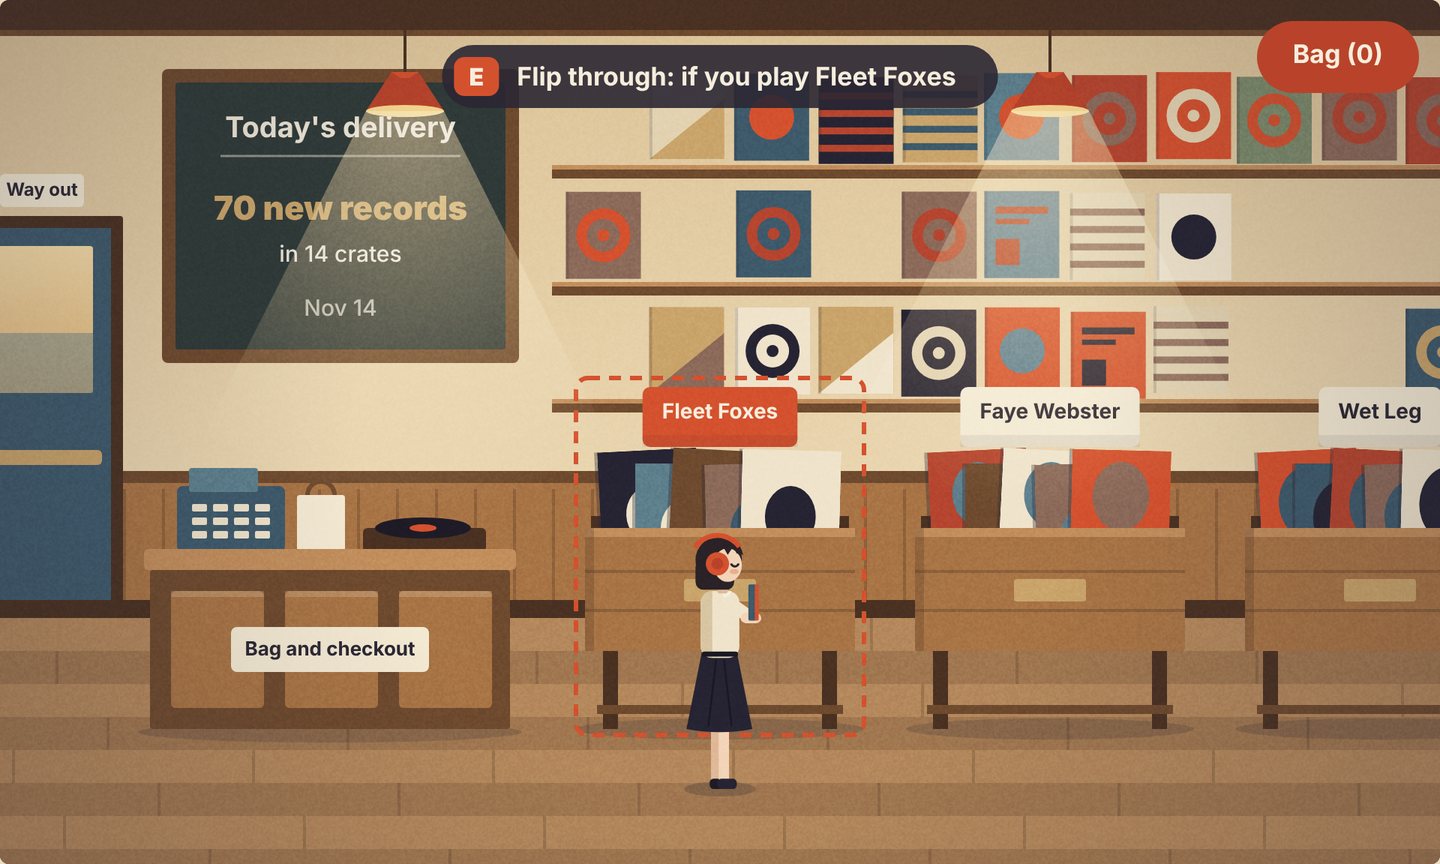 E Flip through: if you play Fleet Foxes
Bag (0)
Today's delivery
70 new records
in 14 crates
Nov 14
Way out
Fleet Foxes
Faye Webster
Wet Leg
Bag and checkout